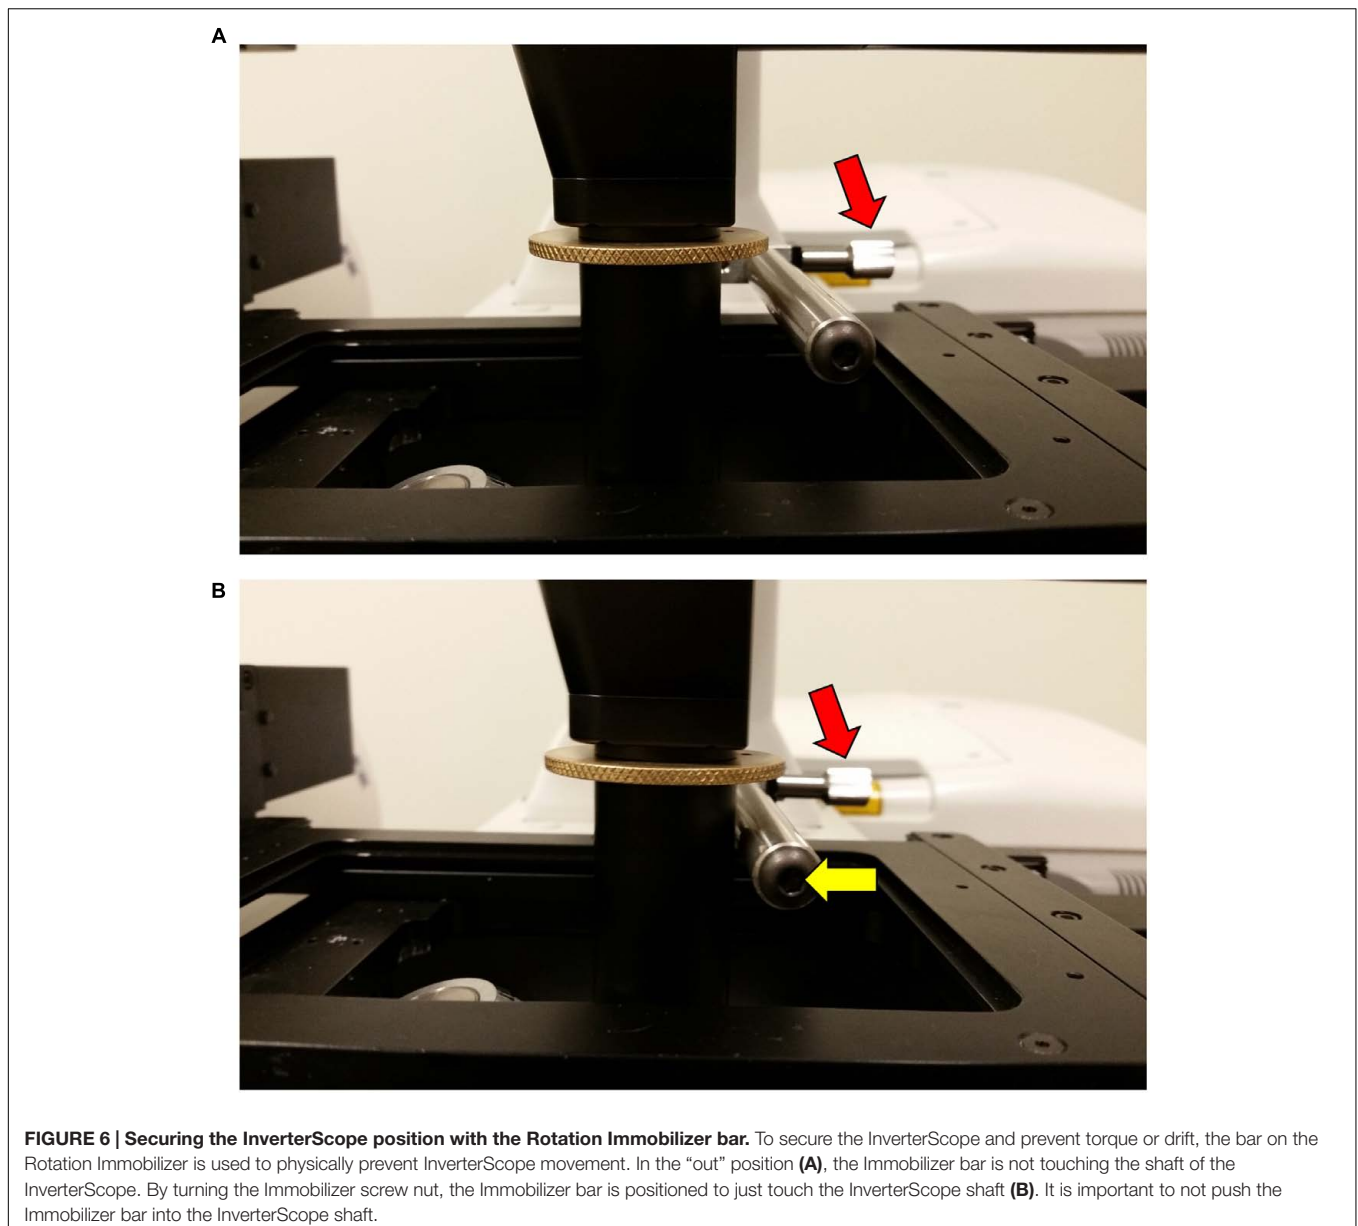 A
B
FIGURE 6 | Securing the InverterScope position with the Rotation Immobilizer bar. To secure the InverterScope and prevent torque or drift, the bar on the
Rotation Immobilizer is used to physically prevent InverterScope movement. In the “out” position (A), the Immobilizer bar is not touching the shaft of the
InverterScope. By turning the Immobilizer screw nut, the Immobilizer bar is positioned to just touch the InverterScope shaft (B). It is important to not push the
Immobilizer bar into the InverterScope shaft.